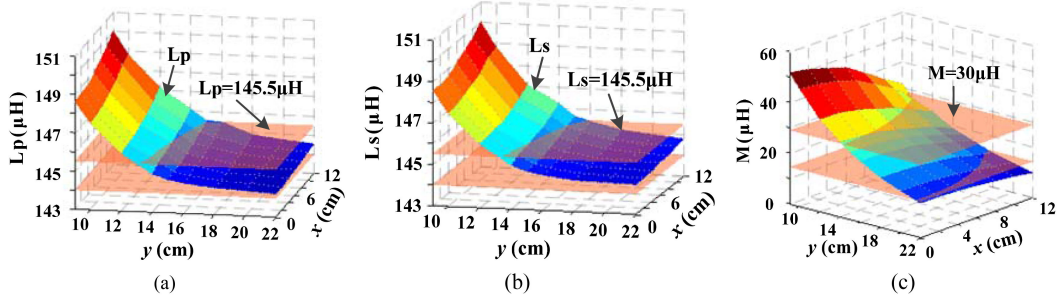 151
149
147
145
143
Lp(μH)
Lp
Lp=145.5μH
10 12 14 16 18 20 22
y (cm)
0 6 12
x (cm)
(a)
151
149
147
145
143
Ls(μH)
Ls
Ls=145.5μH
10 12 14 16 18 20 22
y (cm)
0 6 12
x (cm)
(b)
60
40
20
0
M(μH)
M=30μH
10 14 18 22
y (cm)
0 4 8 12
x (cm)
(c)